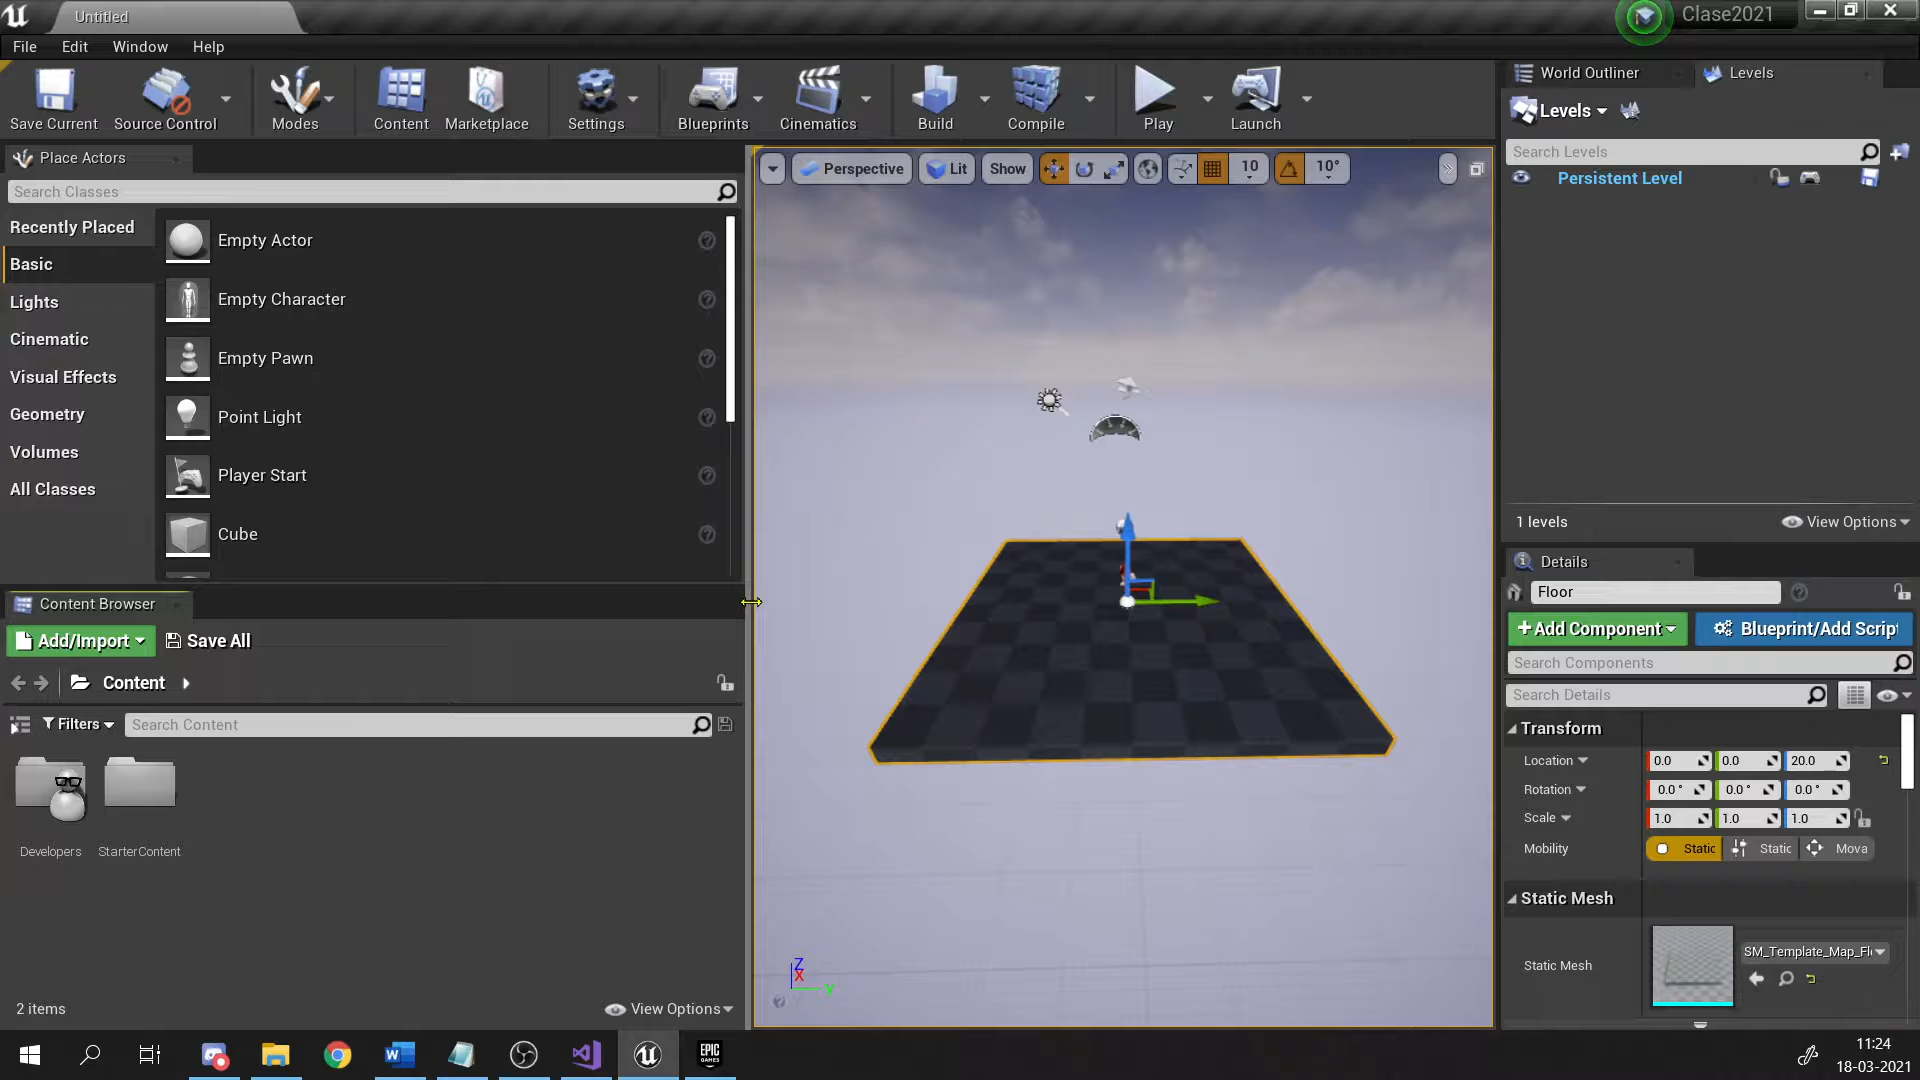 Untitled
Clase2021
File Edit Window Help
Save Current
Source Control
Modes
Content
Marketplace
Settings
Blueprints
Cinematics
Build
Compile
Play
Launch
World Outliner
Levels
Levels
Search Levels
Persistent Level
1 levels
View Options
Place Actors
Search Classes
Recently Placed
Basic
Lights
Cinematic
Visual Effects
Geometry
Volumes
All Classes
Empty Actor
Empty Character
Empty Pawn
Point Light
Player Start
Cube
Perspective
Lit
Show
10
10°
Z
X
y
Content Browser
Add/Import
Save All
Content
Filters
Search Content
Developers
StarterContent
2 items
View Options
Details
Floor
+Add Component
Blueprint/Add Script
Search Components
Search Details
Transform
Location 0.0 0.0 20.0
Rotation 0.0° 0.0° 0.0°
Scale 1.0 1.0 1.0
Mobility Static Static Mova
Static Mesh
Static Mesh
SM_Template_Map_Fl
EPIC
GAMES
11:24
18-03-2021